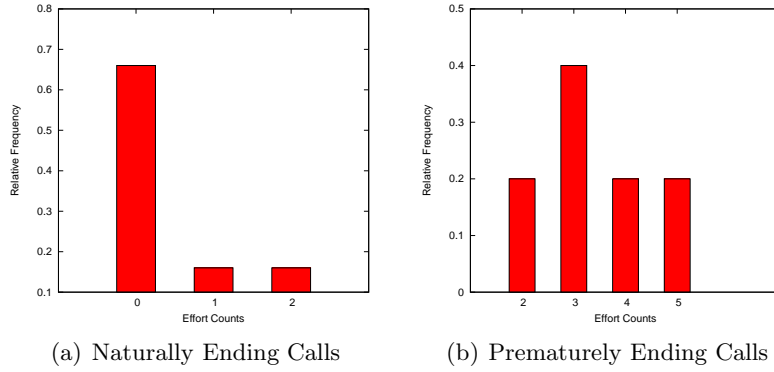 0.8
0.7
0.6
0.5
0.4
0.3
0.2
0.1
Relative Frequency
0 1 2
Effort Counts
(a) Naturally Ending Calls
0.5
0.4
0.3
0.2
0.1
0
Relative Frequency
2 3 4 5
Effort Counts
(b) Prematurely Ending Calls